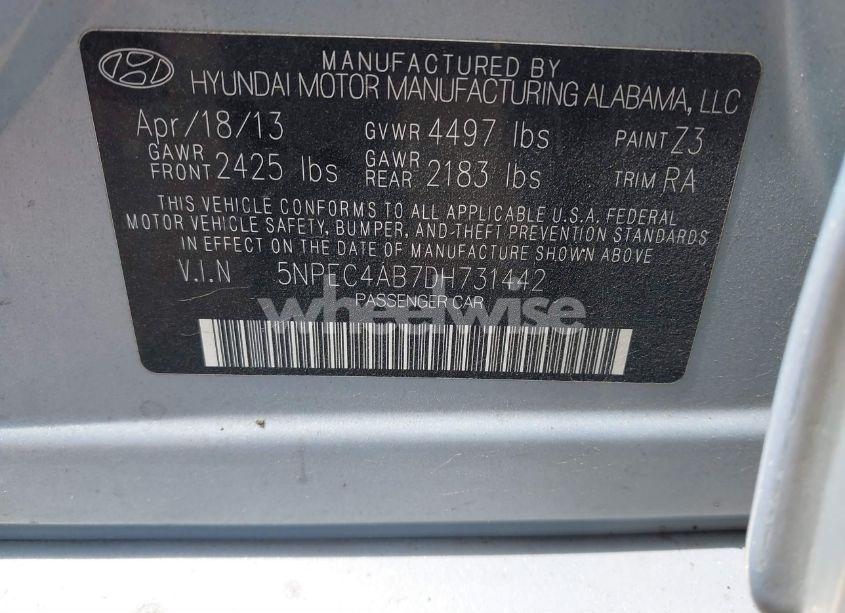 MANUFACTURED BY
HYUNDAI MOTOR MANUFACTURING ALABAMA, LLC
Apr/18/13 GVWR 4497 lbs PAINT Z3
GAWR FRONT 2425 lbs GAWR REAR 2183 lbs TRIM RA
THIS VEHICLE CONFORMS TO ALL APPLICABLE U.S.A. FEDERAL
MOTOR VEHICLE SAFETY, BUMPER, AND THEFT PREVENTION STANDARDS
IN EFFECT ON THE DATE OF MANUFACTURE SHOWN ABOVE
V.I.N 5NPEC4AB7DH731442
wheelwise
PASSENGER CAR